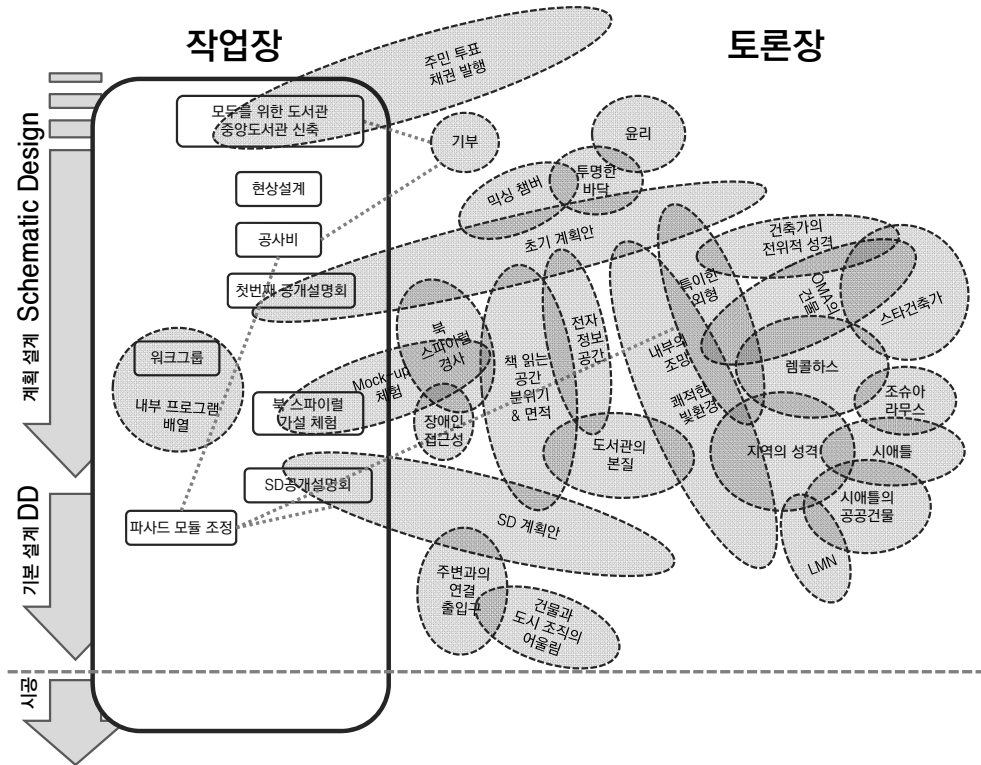 작업장
토론장
주민 투표
채권 발행
모두를 위한 도서관
중앙도서관 신축
기부
윤리
현상설계
믹싱 챔버
투명한
바닥
공사비
초기 계획안
건축가의
전위적 성격
첫번째 공개설명회
특이한
외형
OMA의
건물
스타건축가
북
스파이럴
경사
전자
정보
공간
내부의
조망
워크그룹
책 읽는
공간
분위기
& 면적
렘콜하스
Mock-up
체험
쾌적한
빛환경
조슈아
라무스
내부 프로그램
배열
북 스파이럴
가설 체험
장애인
접근성
도서관의
본질
지역의 성격
시애틀
SD공개설명회
시애틀의
공공건물
파사드 모듈 조정
SD 계획안
LMN
주변과의
연결
출입구
건물과
도시 조직의
어울림
계획 설계 Schematic Design
기본 설계 DD
시공